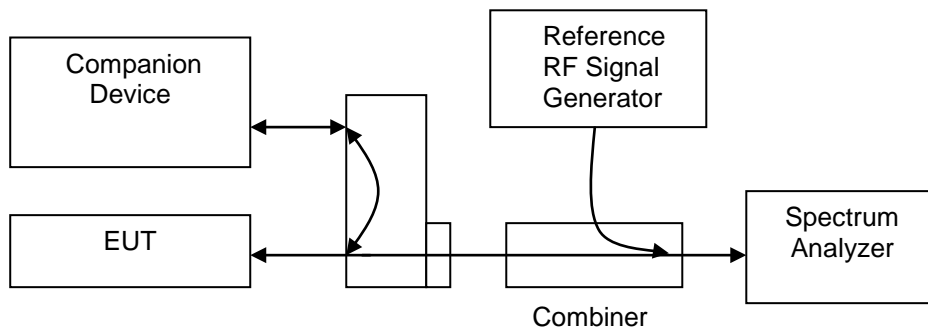 Companion
Device
Reference
RF Signal
Generator
EUT
Spectrum
Analyzer
Combiner